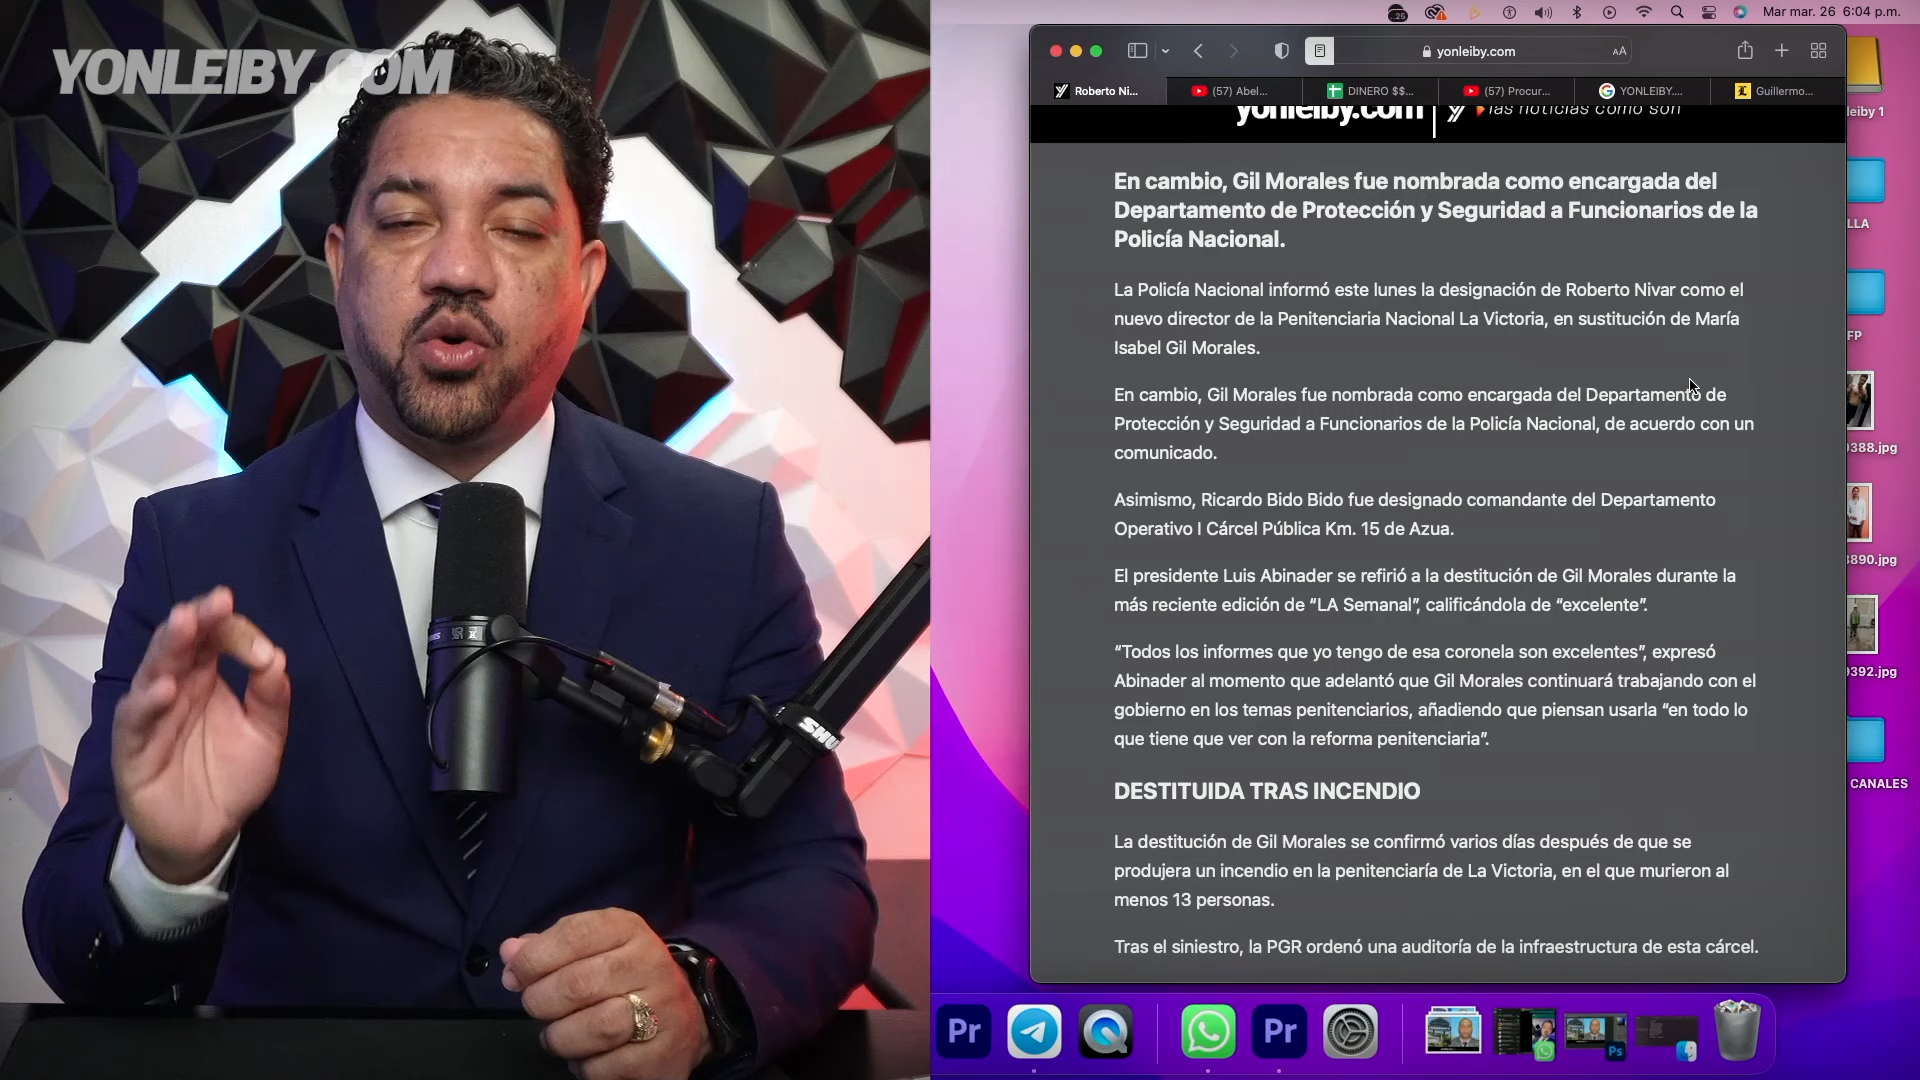 YONLEIBY.COM
Mar mar. 26 6:04 p.m.
yonleiby.com
AA
Roberto Ni...
(57) Abel...
DINERO $$...
(57) Procur...
YONLEIBY....
Guillermo...
yonleiby.com
las noticias como son
En cambio, Gil Morales fue nombrada como encargada del
Departamento de Protección y Seguridad a Funcionarios de la
Policía Nacional.
La Policía Nacional informó este lunes la designación de Roberto Nivar como el
nuevo director de la Penitenciaria Nacional La Victoria, en sustitución de María
Isabel Gil Morales.
En cambio, Gil Morales fue nombrada como encargada del Departamento de
Protección y Seguridad a Funcionarios de la Policía Nacional, de acuerdo con un
comunicado.
Asimismo, Ricardo Bido Bido fue designado comandante del Departamento
Operativo I Cárcel Pública Km. 15 de Azua.
El presidente Luis Abinader se refirió a la destitución de Gil Morales durante la
más reciente edición de “LA Semanal”, calificándola de “excelente”.
“Todos los informes que yo tengo de esa coronela son excelentes”, expresó
Abinader al momento que adelantó que Gil Morales continuará trabajando con el
gobierno en los temas penitenciarios, añadiendo que piensan usarla “en todo lo
que tiene que ver con la reforma penitenciaria”.
DESTITUIDA TRAS INCENDIO
La destitución de Gil Morales se confirmó varios días después de que se
produjera un incendio en la penitenciaría de La Victoria, en el que murieron al
menos 13 personas.
Tras el siniestro, la PGR ordenó una auditoría de la infraestructura de esta cárcel.
leiby 1
LLA
FP
0388.jpg
3890.jpg
0392.jpg
CANALES
SHU
Pr
Pr
Ps